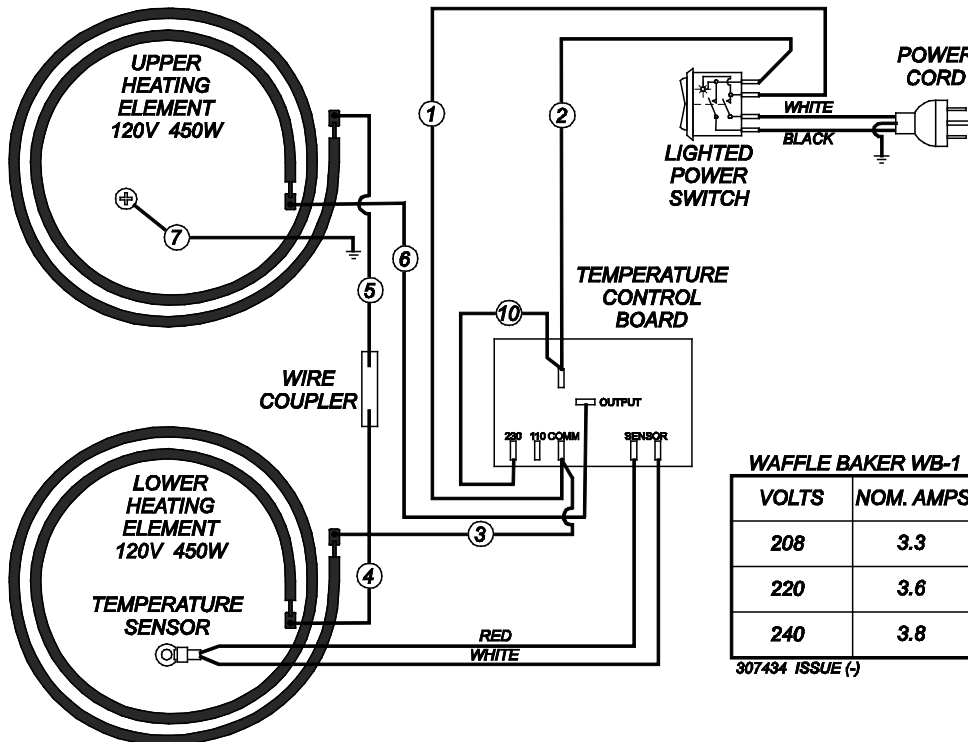 UPPER
HEATING
ELEMENT
120V 450W
1
2
POWER
CORD
WHITE
BLACK
LIGHTED
POWER
SWITCH
7
6
5
TEMPERATURE
CONTROL
BOARD
10
WIRE
COUPLER
OUTPUT
230 110 COMM SENSOR
LOWER
HEATING
ELEMENT
120V 450W
3
4
TEMPERATURE
SENSOR
RED
WHITE
WAFFLE BAKER WB-1
VOLTS NOM. AMPS
208 3.3
220 3.6
240 3.8
307434 ISSUE (-)